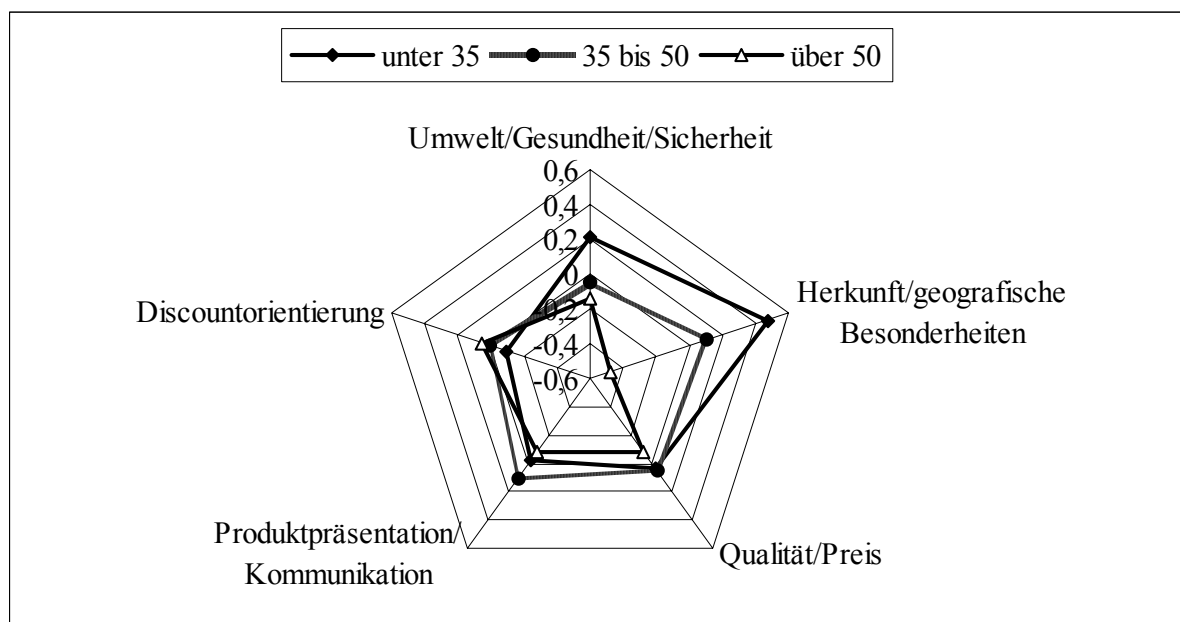 unter 35 35 bis 50 über 50
Umwelt/Gesundheit/Sicherheit
0,6
0,4
0,2
0
-0,2
-0,4
-0,6
Herkunft/geografische
Besonderheiten
Discountorientierung
Produktpräsentation/
Kommunikation
Qualität/Preis